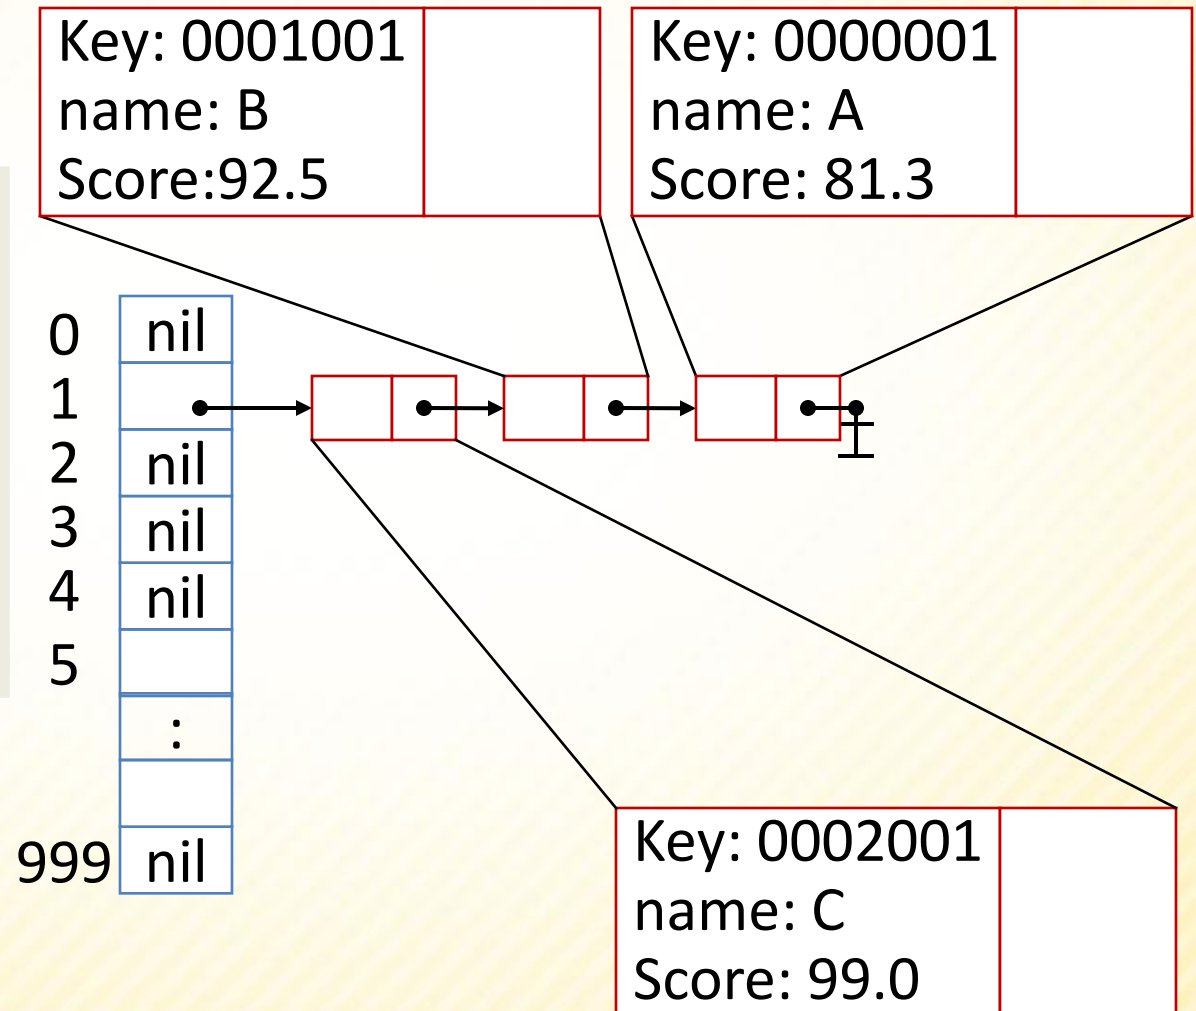 Key: 0001001
name: B
Score:92.5
Key: 0000001
name: A
Score: 81.3
0 nil
1
2 nil
3 nil
4 nil
5
:
999 nil
Key: 0002001
name: C
Score: 99.0